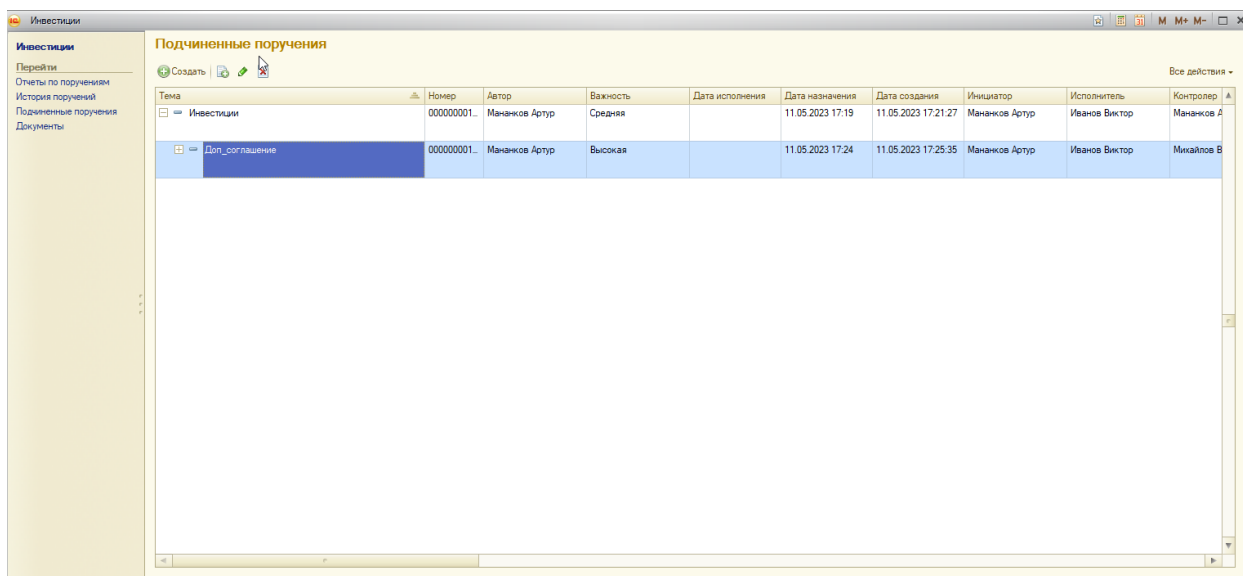 1С Инвестиции M M+ M-
Инвестиции
Перейти
Отчеты по поручениям
История поручений
Подчиненные поручения
Документы
Подчиненные поручения
Создать Все действия
Тема Номер Автор Важность Дата исполнения Дата назначения Дата создания Инициатор Исполнитель Контролер
Инвестиции 000000001... Мананков Артур Средняя 11.05.2023 17:19 11.05.2023 17:21:27 Мананков Артур Иванов Виктор Мананков А
Доп_соглашение 000000001... Мананков Артур Высокая 11.05.2023 17:24 11.05.2023 17:25:35 Мананков Артур Иванов Виктор Михайлов В